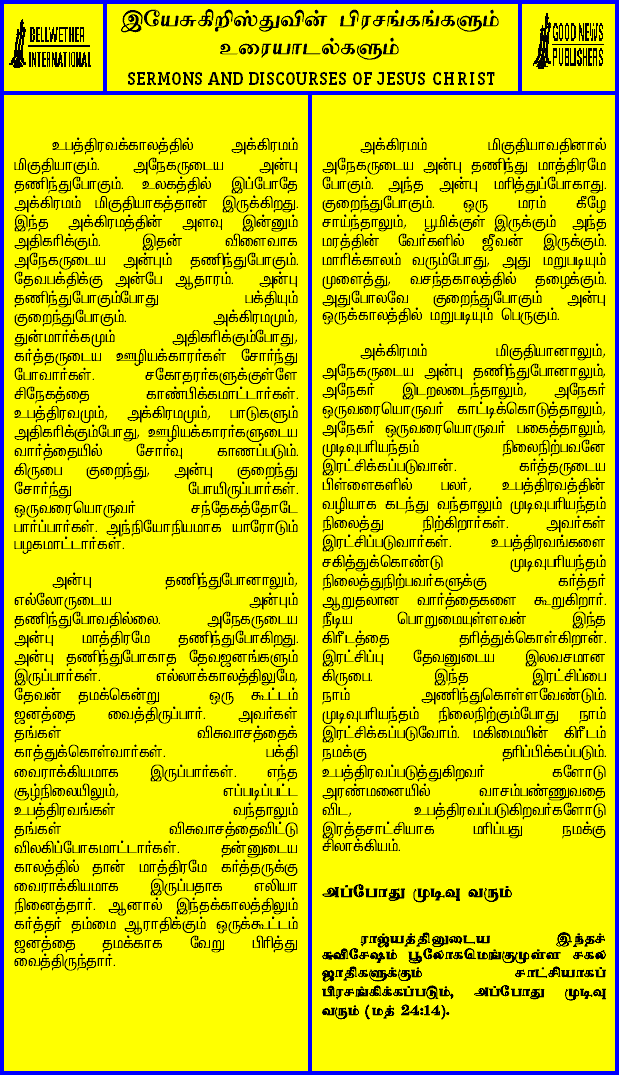 BELLWETHER
INTERNATIONAL
இயேசுகிறிஸ்துவின் பிரசங்கங்களும்
உரையாடல்களும்
SERMONS AND DISCOURSES OF JESUS CHRIST
GOOD NEWS
PUBLISHERS
உபத்திரவக்காலத்தில் அக்கிரமம்
மிகுதியாகும். அநேகருடைய அன்பு
தணிந்துபோகும். உலகத்தில் இப்போதே
அக்கிரமம் மிகுதியாகத்தான் இருக்கிறது.
இந்த அக்கிரமத்தின் அளவு இன்னும்
அதிகரிக்கும். இதன் விளைவாக
அநேகருடைய அன்பும் தணிந்துபோகும்.
தேவபக்திக்கு அன்பே ஆதாரம். அன்பு
தணிந்துபோகும்போது பக்தியும்
குறைந்துபோகும். அக்கிரமமும்,
துன்மார்க்கமும் அதிகரிக்கும்போது,
கர்த்தருடைய ஊழியக்காரர்கள் சோர்ந்து
போவார்கள். சகோதரர்களுக்குள்ளே
சிநேகத்தை காண்பிக்கமாட்டார்கள்.
உபத்திரவமும், அக்கிரமமும், பாடுகளும்
அதிகரிக்கும்போது, ஊழியக்காரர்களுடைய
வார்த்தையில் சோர்வு காணப்படும்.
கிருபை குறைந்து, அன்பு குறைந்து
சோர்ந்து போயிருப்பார்கள்.
ஒருவரையொருவர் சந்தேகத்தோடே
பார்ப்பார்கள். அந்நியோநியமாக யாரோடும்
பழகமாட்டார்கள்.
அன்பு தணிந்துபோனாலும்,
எல்லோருடைய அன்பும்
தணிந்துபோவதில்லை. அநேகருடைய
அன்பு மாத்திரமே தணிந்துபோகிறது.
அன்பு தணிந்துபோகாத தேவஜனங்களும்
இருப்பார்கள். எல்லாக்காலத்திலுமே,
தேவன் தமக்கென்று ஒரு கூட்டம்
ஜனத்தை வைத்திருப்பார். அவர்கள்
தங்கள் விசுவாசத்தைக்
காத்துக்கொள்வார்கள். பக்தி
வைராக்கியமாக இருப்பார்கள். எந்த
சூழ்நிலையிலும், எப்படிப்பட்ட
உபத்திரவங்கள் வந்தாலும்
தங்கள் விசுவாசத்தைவிட்டு
விலகிப்போகமாட்டார்கள். தன்னுடைய
காலத்தில் தான் மாத்திரமே கர்த்தருக்கு
வைராக்கியமாக இருப்பதாக எலியா
நினைத்தார். ஆனால் இந்தக்காலத்திலும்
கர்த்தர் தம்மை ஆராதிக்கும் ஒருக்கூட்டம்
ஜனத்தை தமக்காக வேறு பிரித்து
வைத்திருந்தார்.
அக்கிரமம் மிகுதியாவதினால்
அநேகருடைய அன்பு தணிந்து மாத்திரமே
போகும். அந்த அன்பு மரித்துப்போகாது.
குறைந்துபோகும். ஒரு மரம் கீழே
சாய்ந்தாலும், பூமிக்குள் இருக்கும் அந்த
மரத்தின் வேர்களில் ஜீவன் இருக்கும்.
மாரிக்காலம் வரும்போது, அது மறுபடியும்
முளைத்து, வசந்தகாலத்தில் தழைக்கும்.
அதுபோலவே குறைந்துபோகும் அன்பு
ஒருக்காலத்தில் மறுபடியும் பெருகும்.
அக்கிரமம் மிகுதியானாலும்,
அநேகருடைய அன்பு தணிந்துபோனாலும்,
அநேகர் இடறலடைந்தாலும், அநேகர்
ஒருவரையொருவர் காட்டிக்கொடுத்தாலும்,
அநேகர் ஒருவரையொருவர் பகைத்தாலும்,
முடிவுபரியந்தம் நிலைநிற்பவனே
இரட்சிக்கப்படுவான். கர்த்தருடைய
பிள்ளைகளில் பலர், உபத்திரவத்தின்
வழியாக கடந்து வந்தாலும் முடிவுபரியந்தம்
நிலைத்து நிற்கிறார்கள். அவர்கள்
இரட்சிப்படுவார்கள். உபத்திரவங்களை
சகித்துக்கொண்டு முடிவுபரியந்தம்
நிலைத்துநிற்பவர்களுக்கு கர்த்தர்
ஆறுதலான வார்த்தைகளை கூறுகிறார்.
நீடிய பொறுமையுள்ளவன் இந்த
கிரீடத்தை தரித்துக்கொள்கிறான்.
இரட்சிப்பு தேவனுடைய இலவசமான
கிருபை. இந்த இரட்சிப்பை
நாம் அணிந்துகொள்ளவேண்டும்.
முடிவுபரியந்தம் நிலைநிற்கும்போது நாம்
இரட்சிக்கப்படுவோம். மகிமையின் கிரீடம்
நமக்கு தரிப்பிக்கப்படும்.
உபத்திரவப்படுத்துகிறவர் களோடு
அரண்மனையில் வாசம்பண்ணுவதை
விட, உபத்திரவப்படுகிறவர்களோடு
இரத்தசாட்சியாக மரிப்பது நமக்கு
சிலாக்கியம்.
அப்போது முடிவு வரும்
ராஜ்யத்தினுடைய இந்தச்
சுவிசேஷம் பூலோகமெங்குமுள்ள சகல
ஜாதிகளுக்கும் சாட்சியாகப்
பிரசங்கிக்கப்படும், அப்போது முடிவு
வரும் (மத் 24:14).